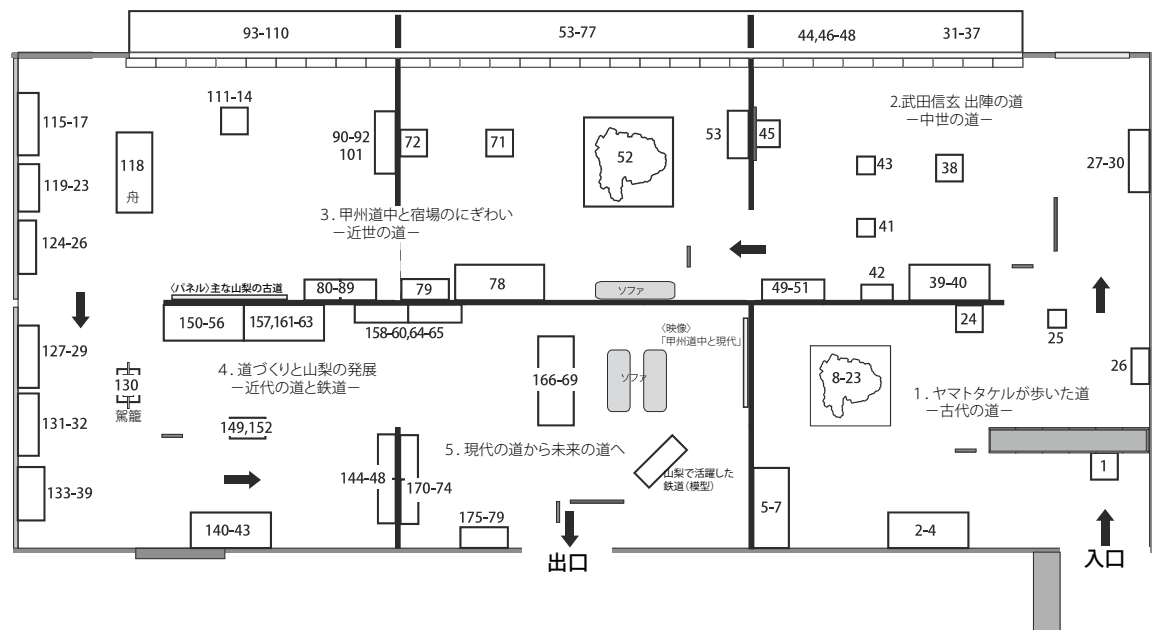 93-110
53-77
44,46-48
31-37
115-17
111-14
118
舟
119-23
124-26
90-92
101
72
71
52
53
45
2.武田信玄 出陣の道
－中世の道－
43
38
41
27-30
3．甲州道中と宿場のにぎわい
－近世の道－
〈パネル〉主な山梨の古道
80-89
79
78
ソファ
49-51
42
39-40
150-56
157,161-63
158-60,64-65
〈映像〉
「甲州道中と現代」
24
25
26
127-29
130
駕籠
131-32
133-39
4．道づくりと山梨の発展
－近代の道と鉄道－
149,152
166-69
ソファ
8-23
1．ヤマトタケルが歩いた道
－古代の道－
5．現代の道から未来の道へ
山梨で活躍した
鉄道(模型)
144-48
170-74
175-79
140-43
5-7
2-4
1
出口
入口